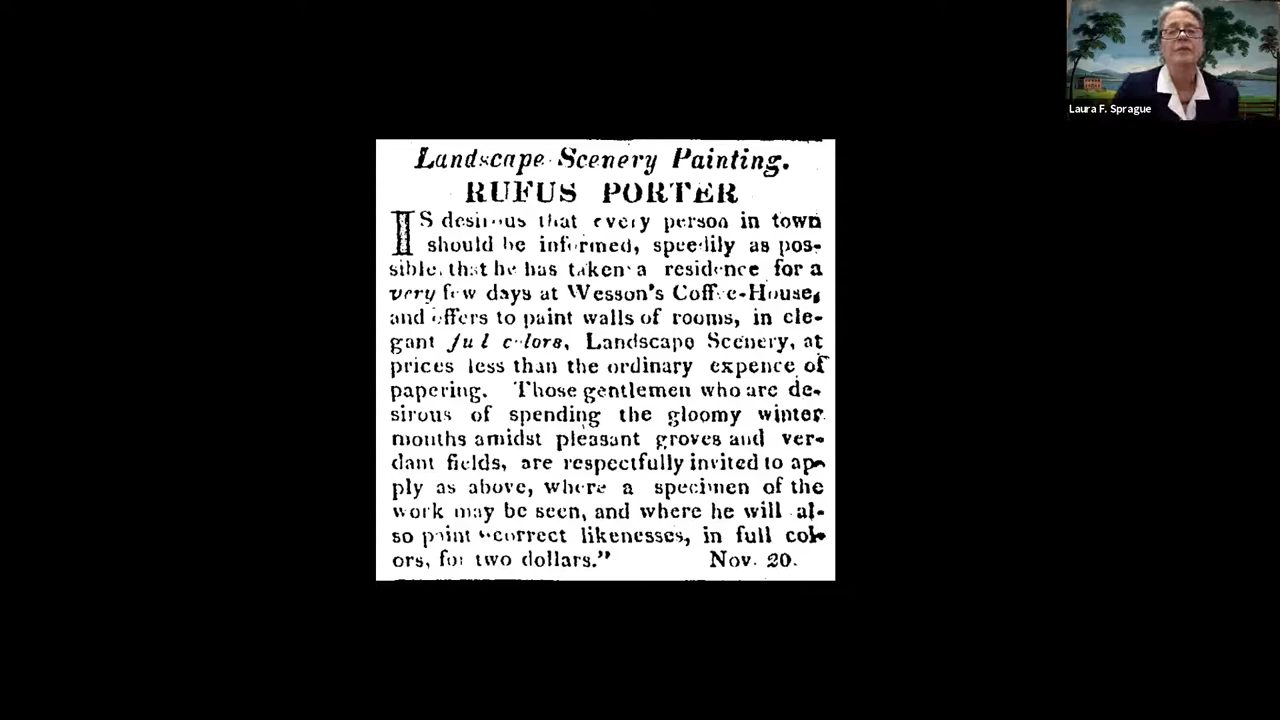 Landscape Scenery Painting.
RUFUS PORTER
IS desirous that every person in town
should be informed, speedily as pos-
sible, that he has taken a residence for a
very few days at Wesson's Coffee-House,
and offers to paint walls of rooms, in ele-
gant full colors, Landscape Scenery, at
prices less than the ordinary expence of
papering. Those gentlemen who are de-
sirous of spending the gloomy winter
months amidst pleasant groves and ver-
dant fields, are respectfully invited to ap-
ply as above, where a specimen of the
work may be seen, and where he will al-
so paint "correct likenesses, in full col-
ors, for two dollars." Nov. 20.
Laura F. Sprague